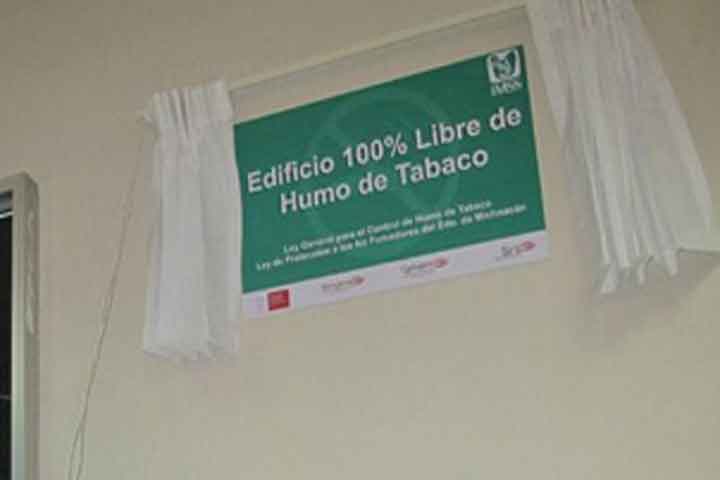 IMSS
Edificio 100% Libre de
Humo de Tabaco
Ley General para el Control de Humo de Tabaco
Ley de Protección a los No Fumadores del Edo. de Michoacán